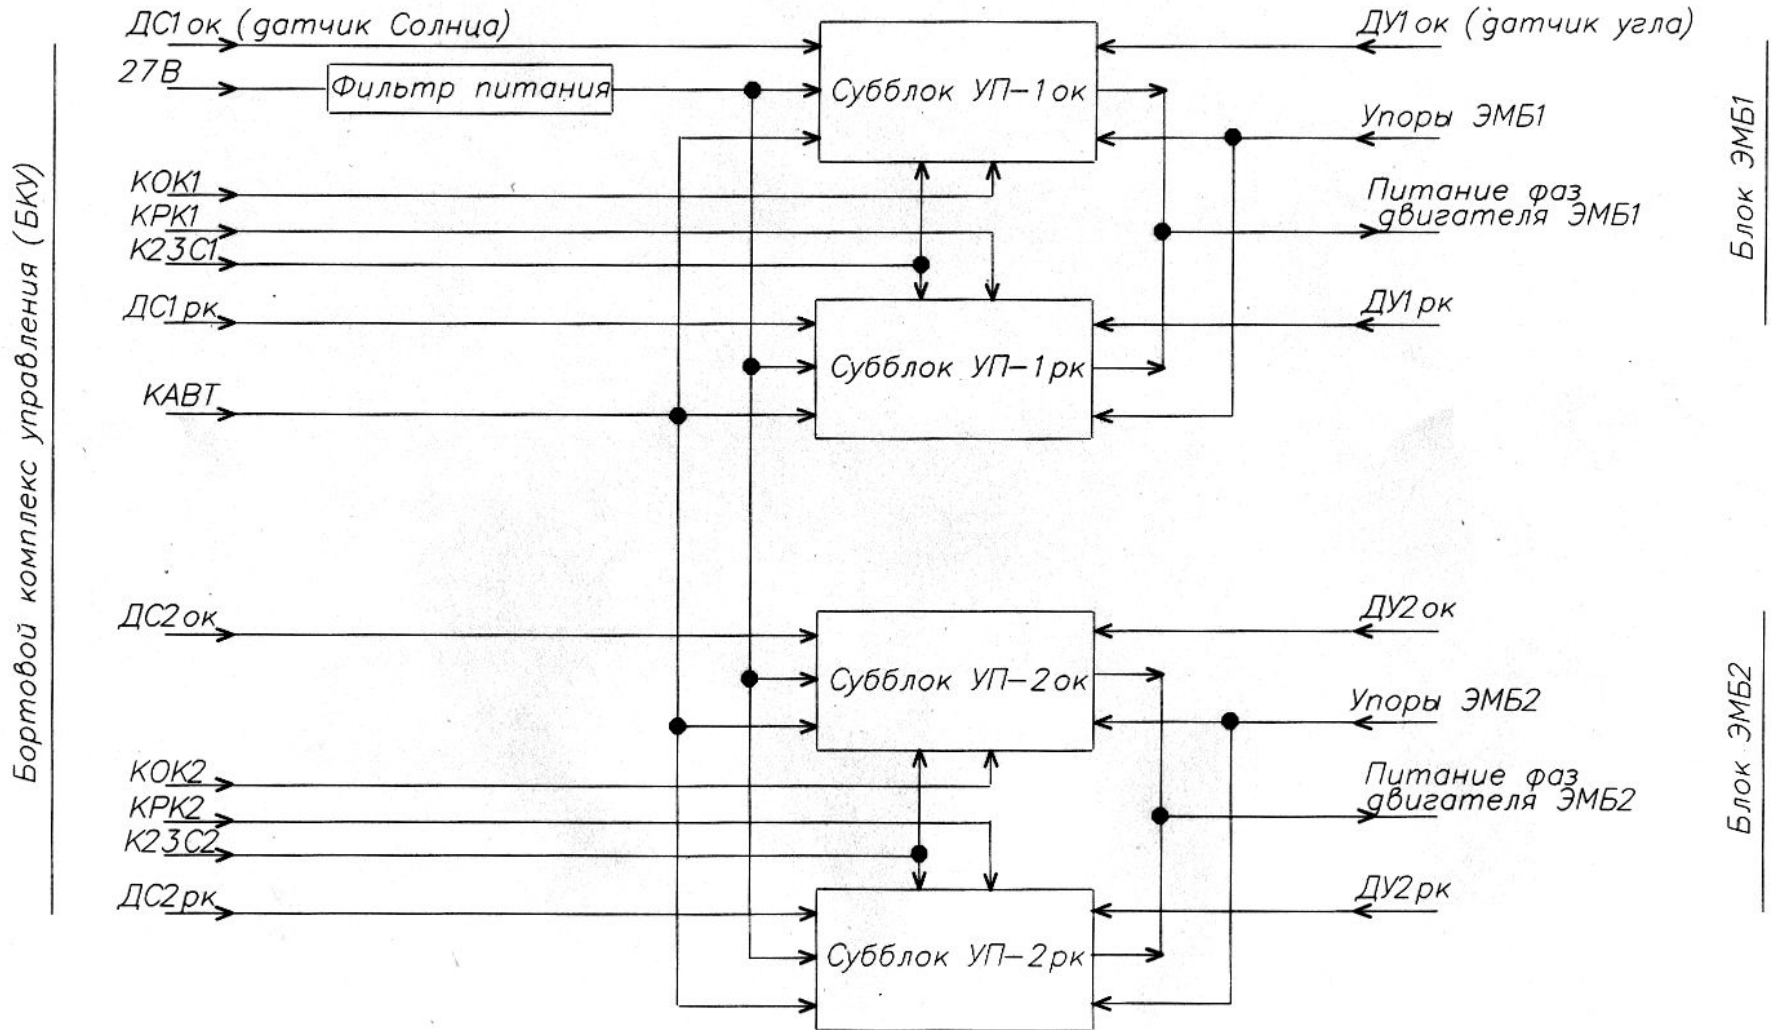 ДС1ок (датчик Солнца)
ДУ1ок (датчик угла)
27В
Фильтр питания
Субблок УП-1ок
Упоры ЭМБ1
КОК1
Питание фаз
двигателя ЭМБ1
КРК1
К23С1
ДС1рк
ДУ1рк
Субблок УП-1рк
КАВТ
Бортовой комплекс управления (БКУ)
Блок ЭМБ1
ДС2ок
ДУ2ок
Субблок УП-2ок
Упоры ЭМБ2
КОК2
Питание фаз
двигателя ЭМБ2
КРК2
К23С2
ДС2рк
ДУ2рк
Субблок УП-2рк
Блок ЭМБ2